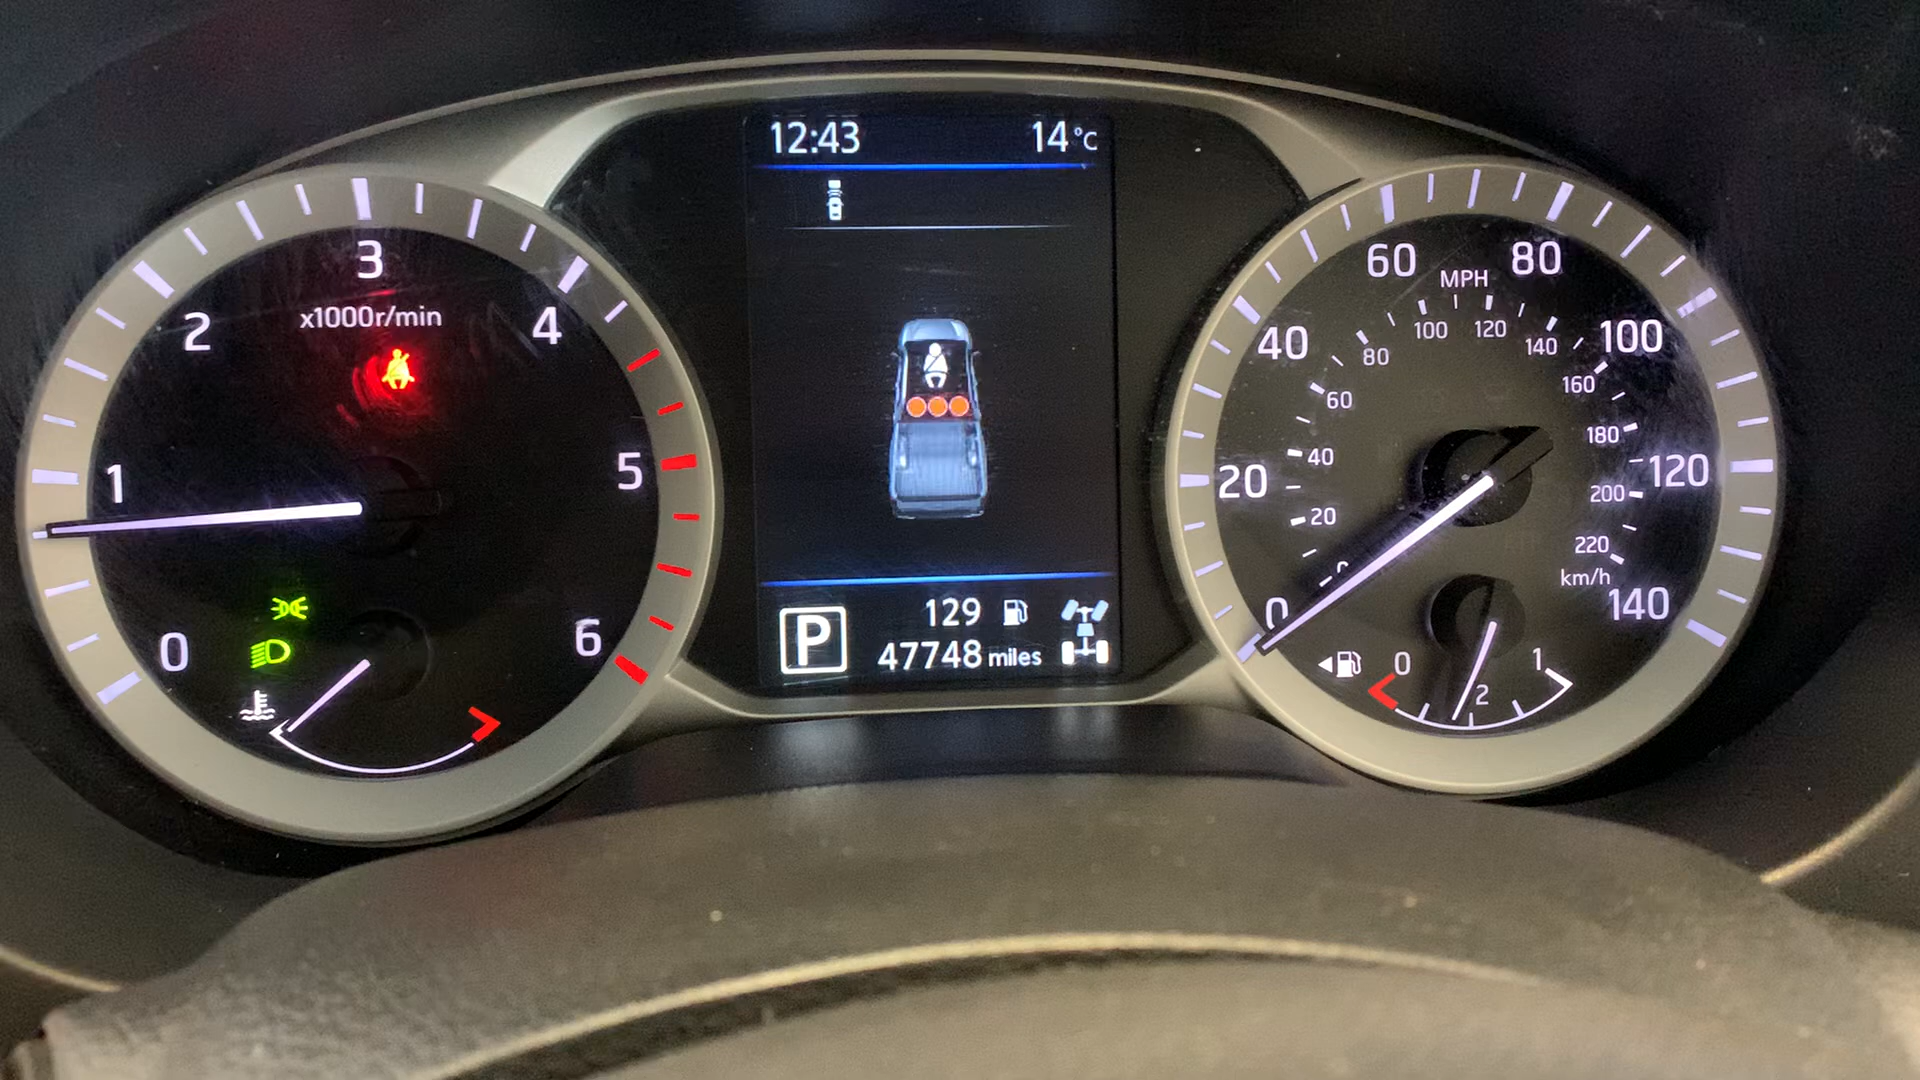 12:43 14°C
3
2 4
x1000r/min
1 5
0 6
P 129
47748 miles
60 80
MPH
40 100
20 120
0 140
100 120
80 140
60 160
40 180
20 200
220
km/h
0 1
2